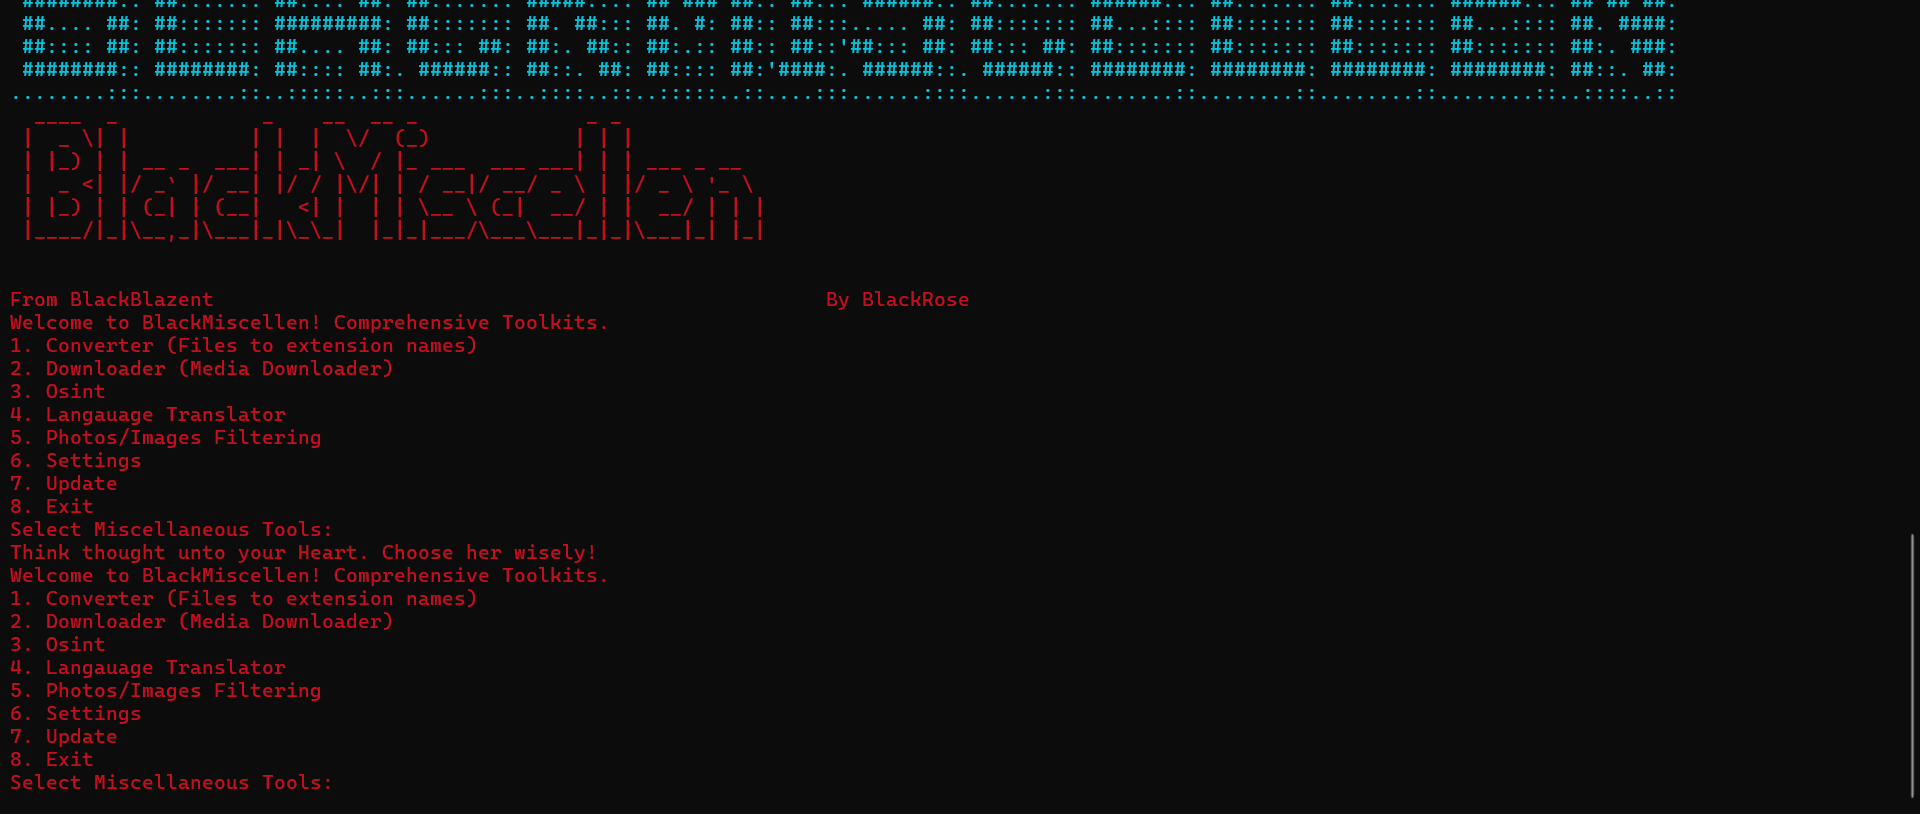 BlackMiscellen
From BlackBlazent By BlackRose
Welcome to BlackMiscellen! Comprehensive Toolkits.
1. Converter (Files to extension names)
2. Downloader (Media Downloader)
3. Osint
4. Langauage Translator
5. Photos/Images Filtering
6. Settings
7. Update
8. Exit
Select Miscellaneous Tools:
Think thought unto your Heart. Choose her wisely!
Welcome to BlackMiscellen! Comprehensive Toolkits.
1. Converter (Files to extension names)
2. Downloader (Media Downloader)
3. Osint
4. Langauage Translator
5. Photos/Images Filtering
6. Settings
7. Update
8. Exit
Select Miscellaneous Tools: